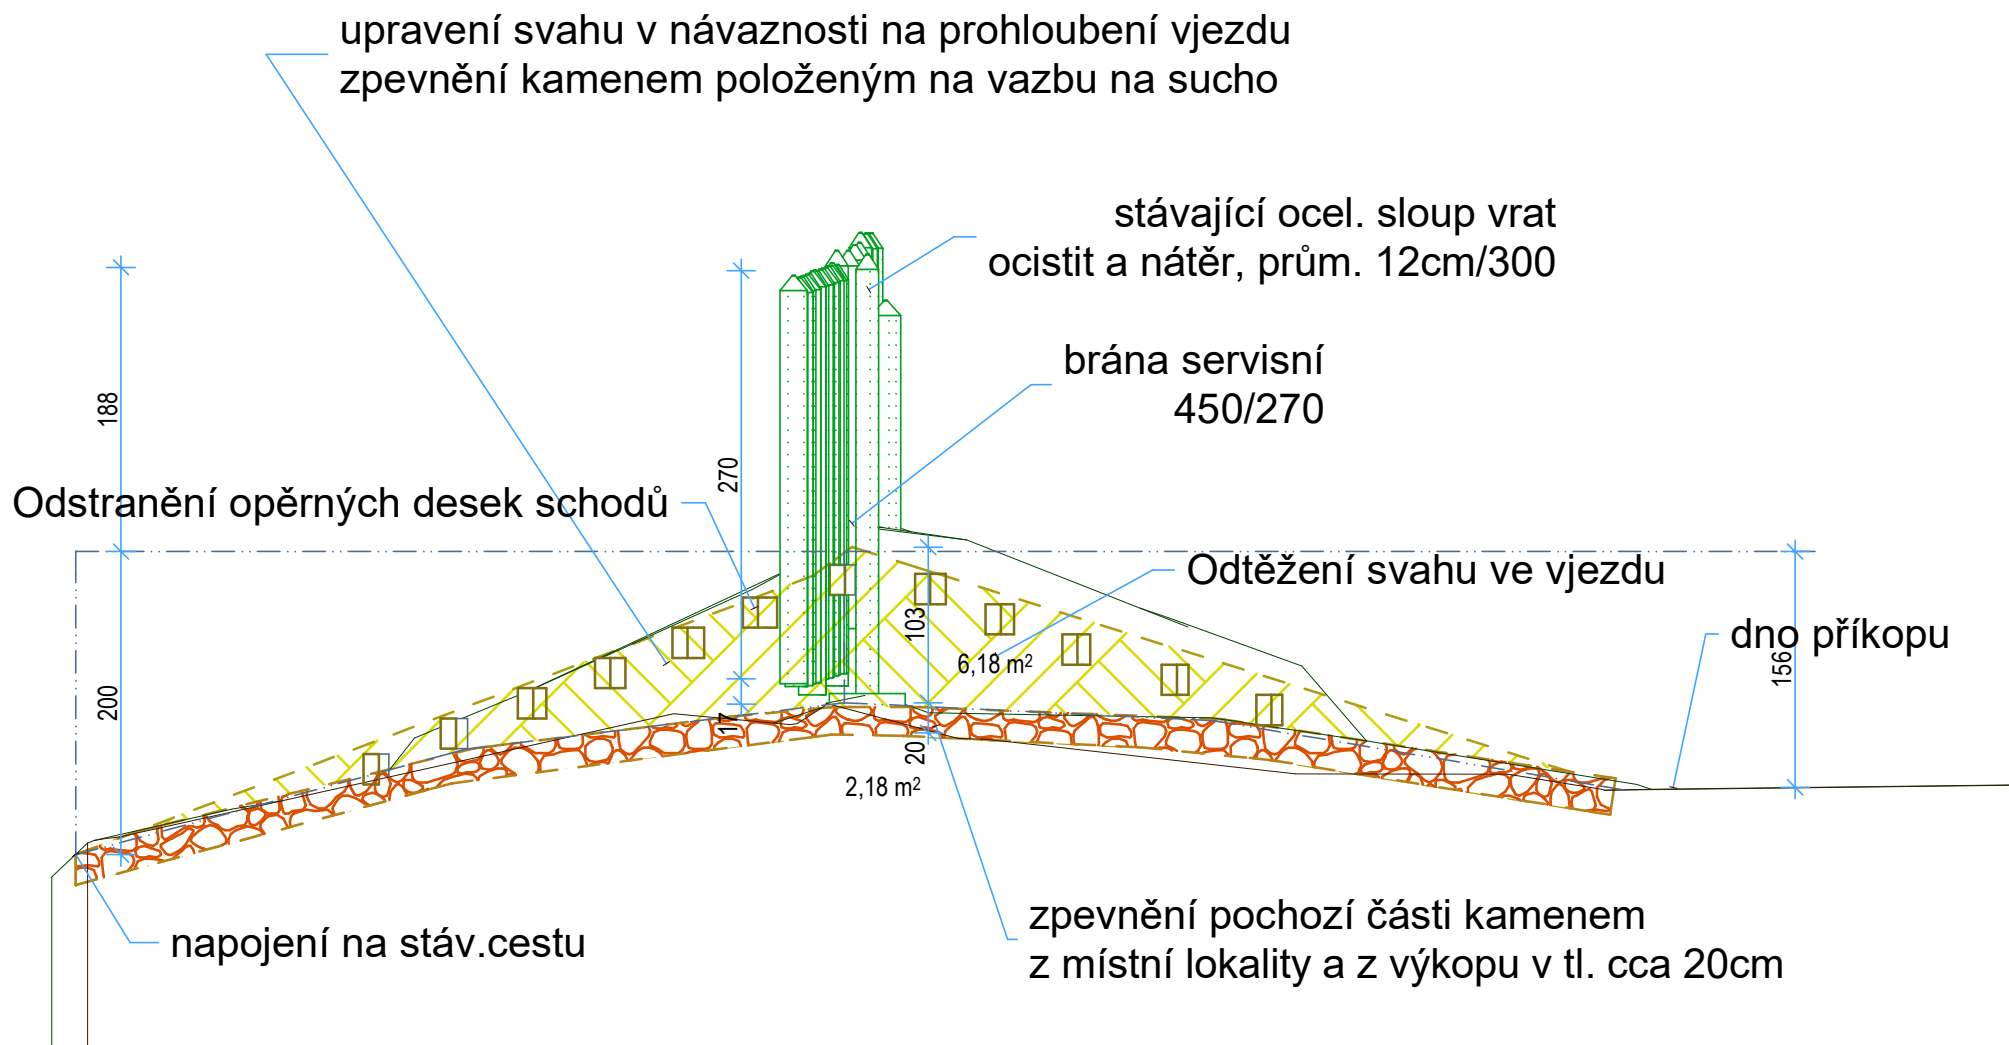 upravení svahu v návaznosti na prohloubení vjezdu
zpevnění kamenem položeným na vazbu na sucho
stávající ocel. sloup vrat
ocistit a nátěr, prům. 12cm/300
brána servisní
450/270
188
270
Odstranění opěrných desek schodů
Odtěžení svahu ve vjezdu
103
dno příkopu
6,18 m²
156
200
17
20
2,18 m²
napojení na stáv.cestu
zpevnění pochozí části kamenem
z místní lokality a z výkopu v tl. cca 20cm